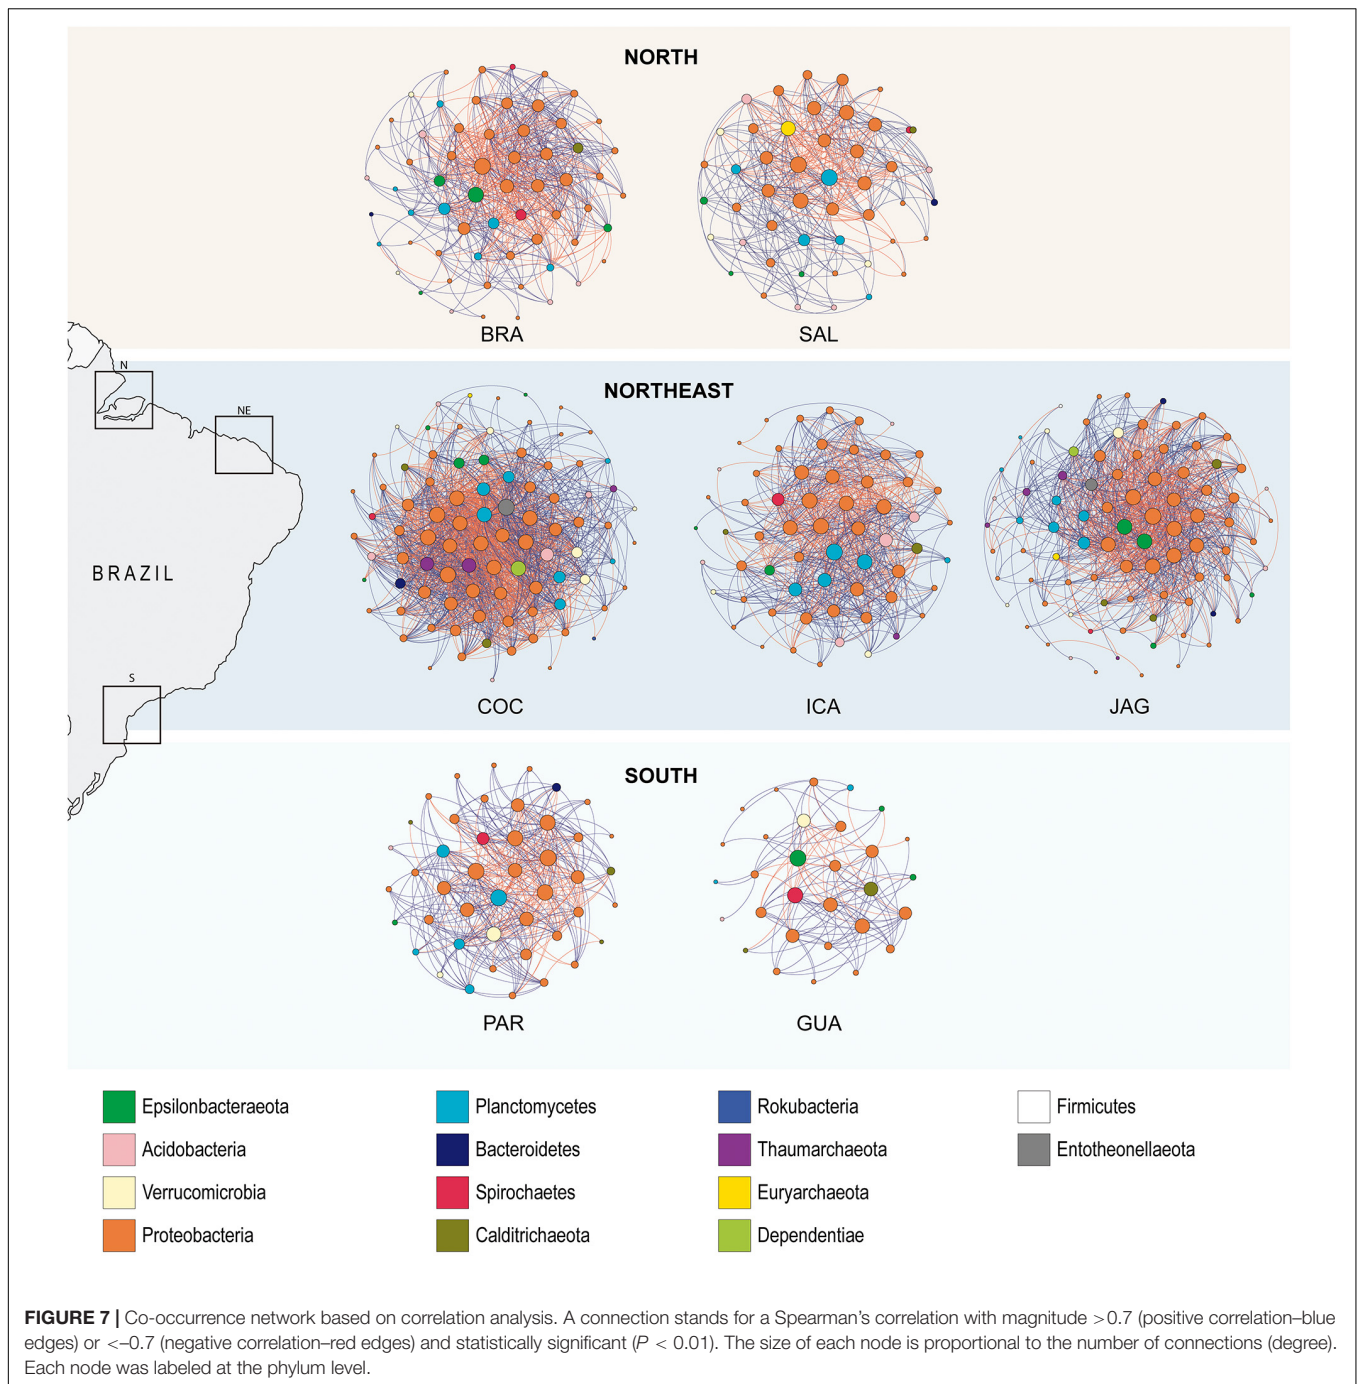 NORTH
BRA
SAL
N
NE
NORTHEAST
BRAZIL
S
COC
ICA
JAG
SOUTH
PAR
GUA
Epsilonbacteraeota
Planctomycetes
Rokubacteria
Firmicutes
Acidobacteria
Bacteroidetes
Thaumarchaeota
Entotheonellaeota
Verrucomicrobia
Spirochaetes
Euryarchaeota
Proteobacteria
Calditrichaeota
Dependentiae
FIGURE 7 | Co-occurrence network based on correlation analysis. A connection stands for a Spearman's correlation with magnitude >0.7 (positive correlation–blue
edges) or <–0.7 (negative correlation–red edges) and statistically significant (P < 0.01). The size of each node is proportional to the number of connections (degree).
Each node was labeled at the phylum level.